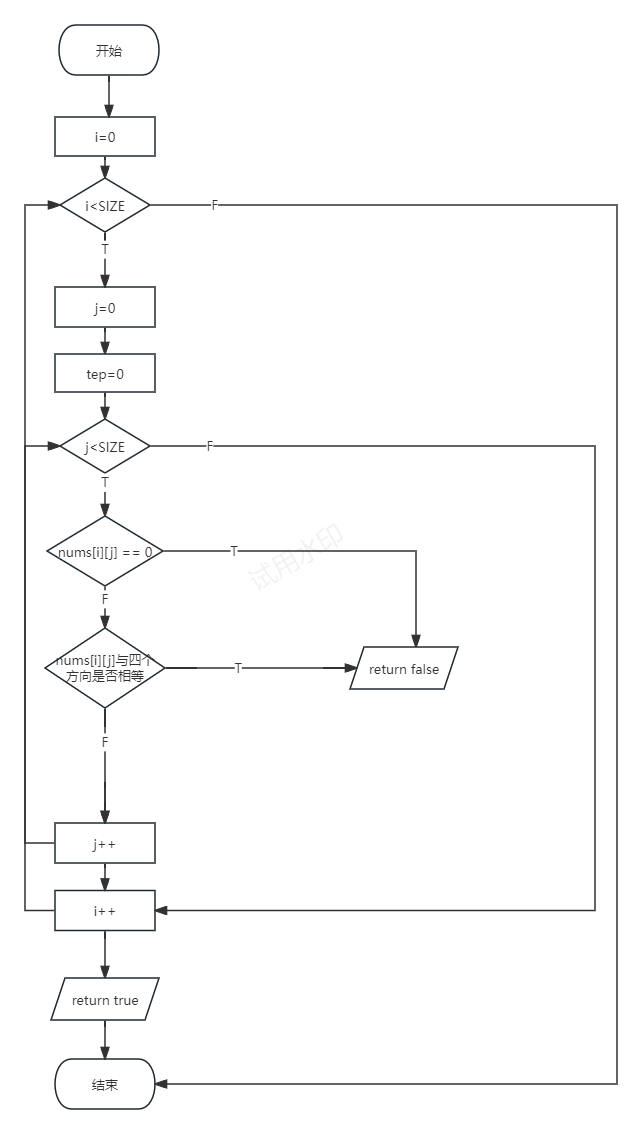 开始
i=0
i<SIZE
F
T
j=0
tep=0
j<SIZE
F
T
nums[i][j] == 0
T
试用水印
F
nums[i][j]与四个
方向是否相等
T
return false
F
j++
i++
return true
结束